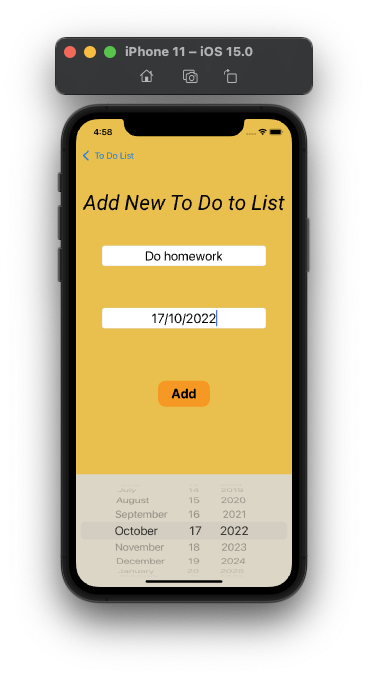 iPhone 11 – iOS 15.0
4:58
To Do List
Add New To Do to List
Do homework
17/10/2022
Add
July 14 2019
August 15 2020
September 16 2021
October 17 2022
November 18 2023
December 19 2024
January 20 2025